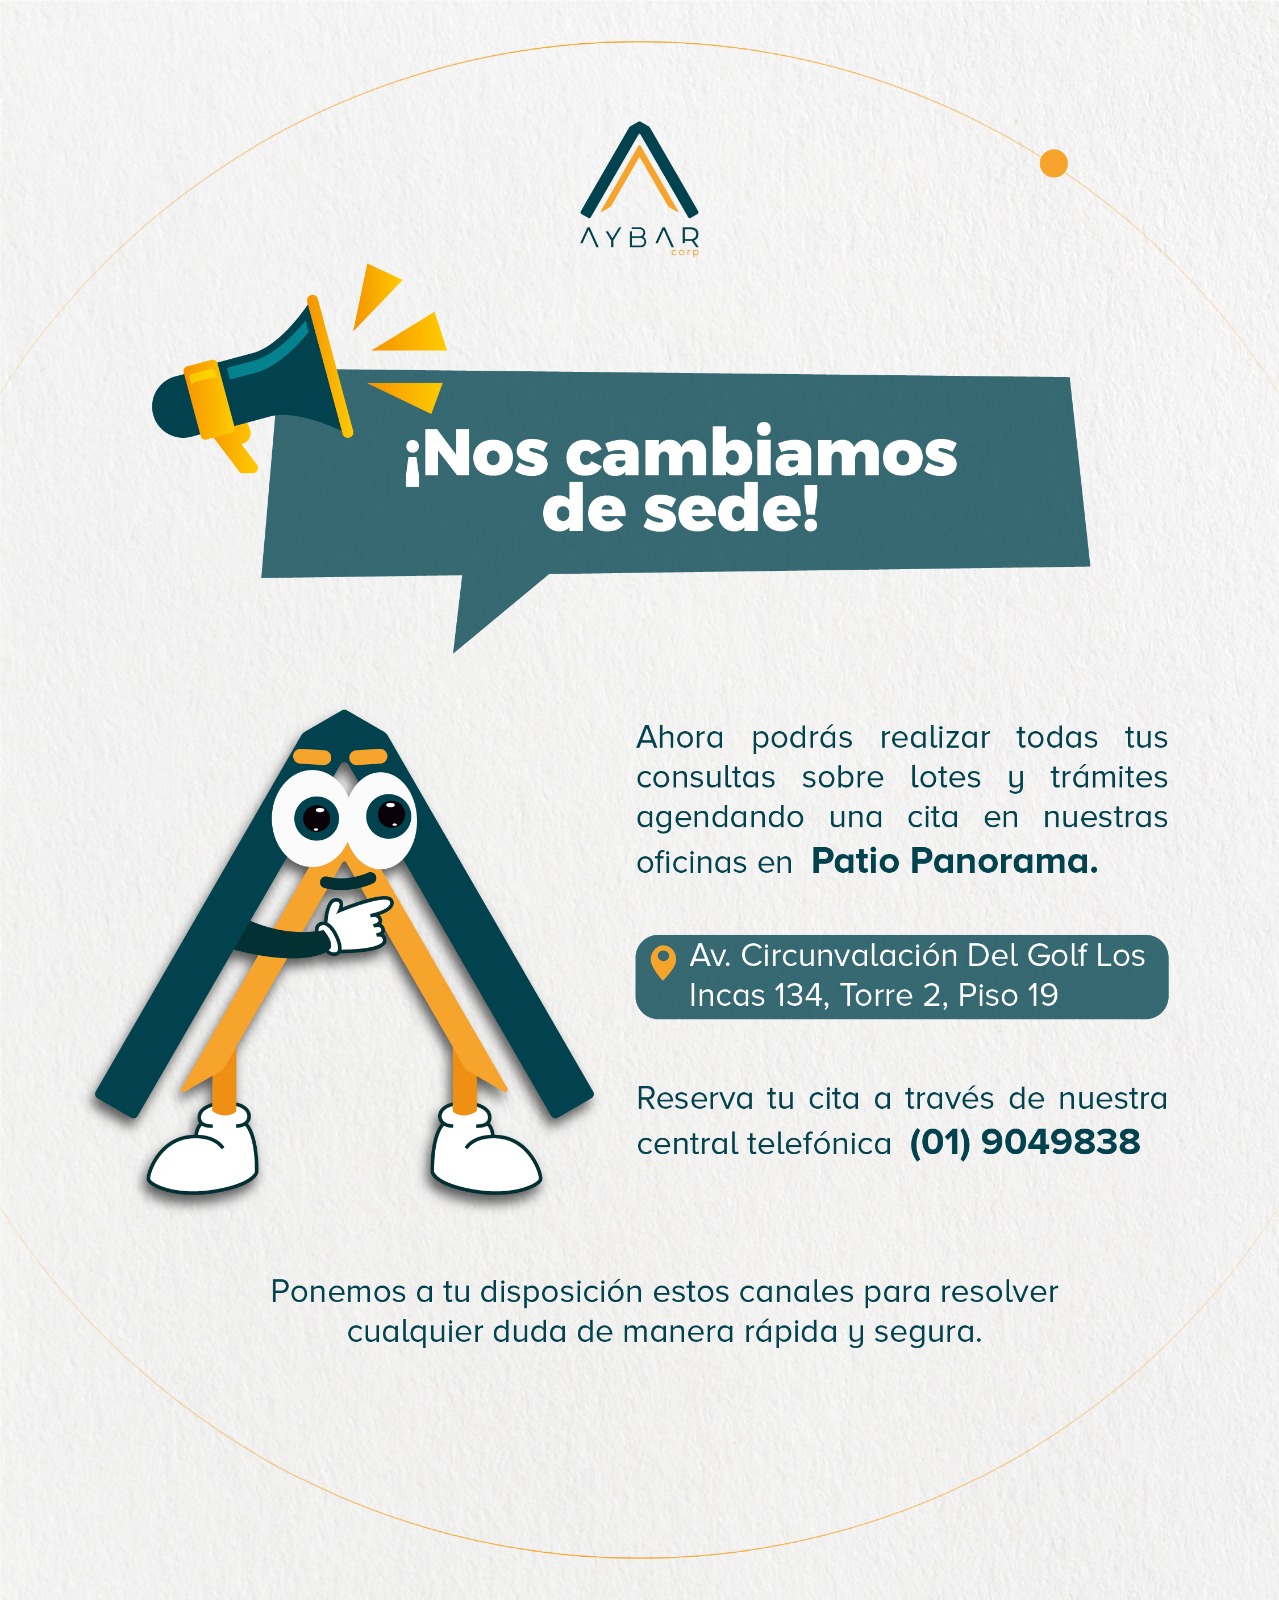 AYBAR
corp
¡Nos cambiamos
de sede!
Ahora podrás realizar todas tus
consultas sobre lotes y trámites
agendando una cita en nuestras
oficinas en Patio Panorama.
Av. Circunvalación Del Golf Los
Incas 134, Torre 2, Piso 19
Reserva tu cita a través de nuestra
central telefónica (01) 9049838
Ponemos a tu disposición estos canales para resolver
cualquier duda de manera rápida y segura.